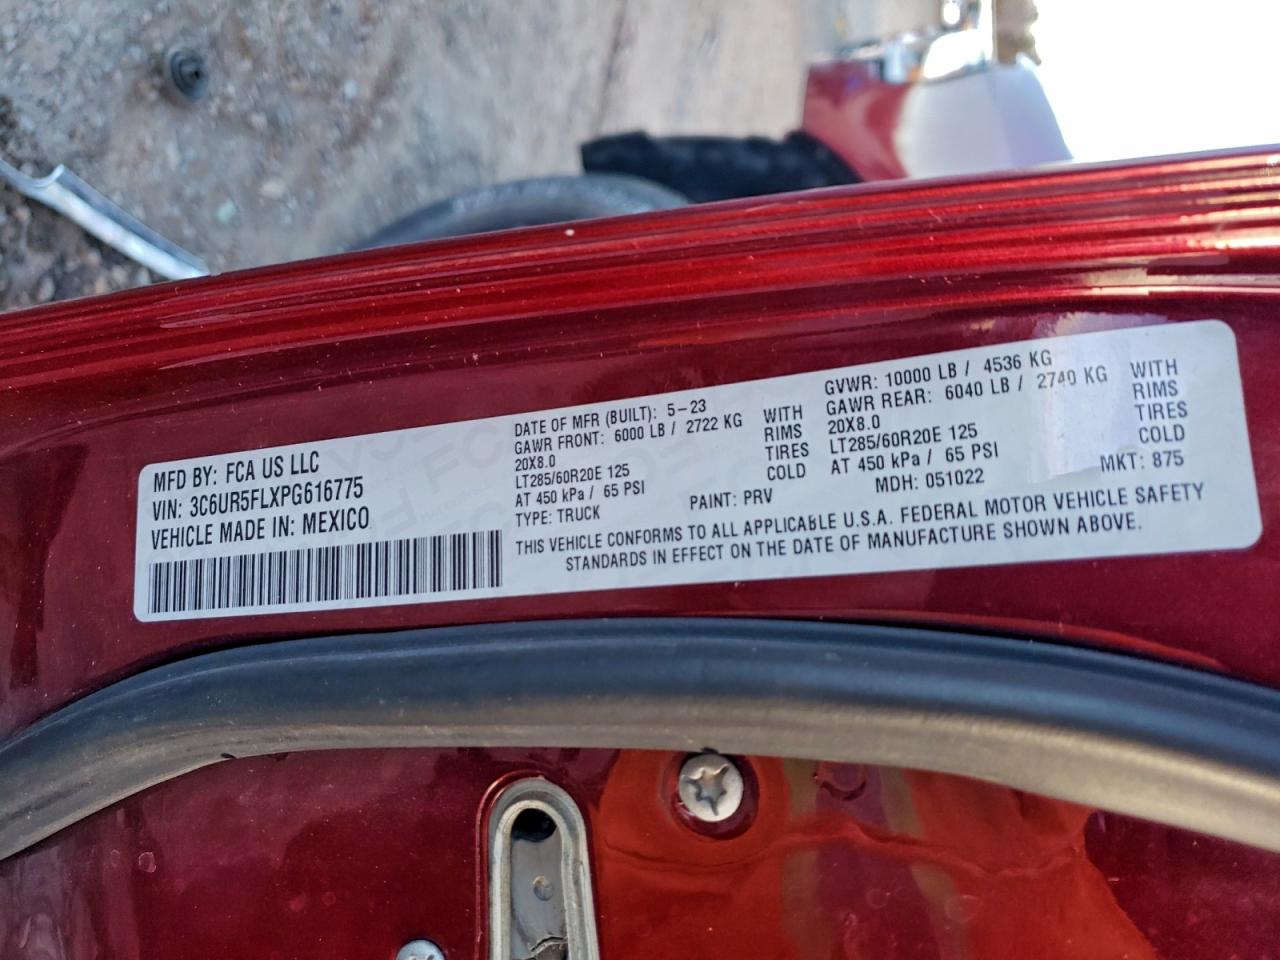 MFD BY: FCA US LLC
VIN: 3C6UR5FLXPG616775
VEHICLE MADE IN: MEXICO
DATE OF MFR (BUILT): 5-23
GAWR FRONT: 6000 LB / 2722 KG
20X8.0
LT285/60R20E 125
AT 450 kPa / 65 PSI
TYPE: TRUCK
WITH
RIMS
TIRES
COLD
PAINT: PRV
GVWR: 10000 LB / 4536 KG
GAWR REAR: 6040 LB / 2740 KG
20X8.0
LT285/60R20E 125
AT 450 kPa / 65 PSI
MDH: 051022
WITH
RIMS
TIRES
COLD
MKT: 875
THIS VEHICLE CONFORMS TO ALL APPLICABLE U.S.A. FEDERAL MOTOR VEHICLE SAFETY
STANDARDS IN EFFECT ON THE DATE OF MANUFACTURE SHOWN ABOVE.